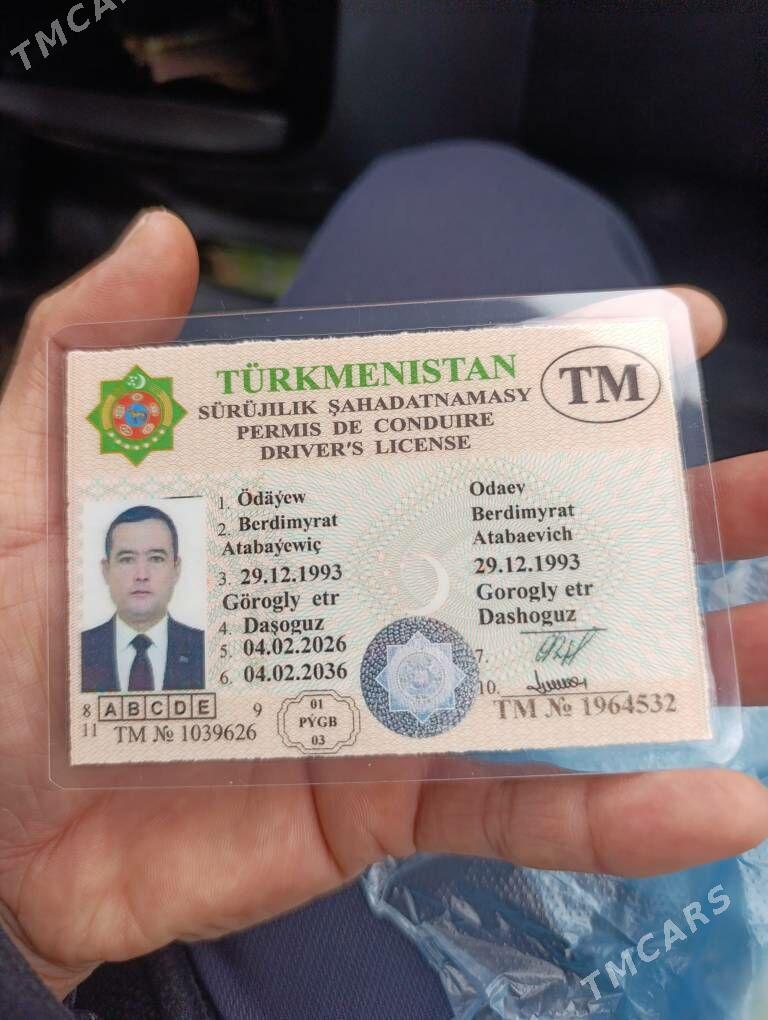 TMCARS
TÜRKMENISTAN
TM
SÜRÜJILIK ŞAHADATNAMASY
PERMIS DE CONDUIRE
DRIVER'S LICENSE
1. Ödäýew Odaev
2. Berdimyrat Berdimyrat
Atabaýewiç Atabaevich
3. 29.12.1993 29.12.1993
Görogly etr Gorogly etr
4. Daşoguz Dashoguz
5. 04.02.2026 7.
6. 04.02.2036 10.
8 A B C D E 9 01 TM № 1964532
11 TM № 1039626 PÝGB
03
TMCARS